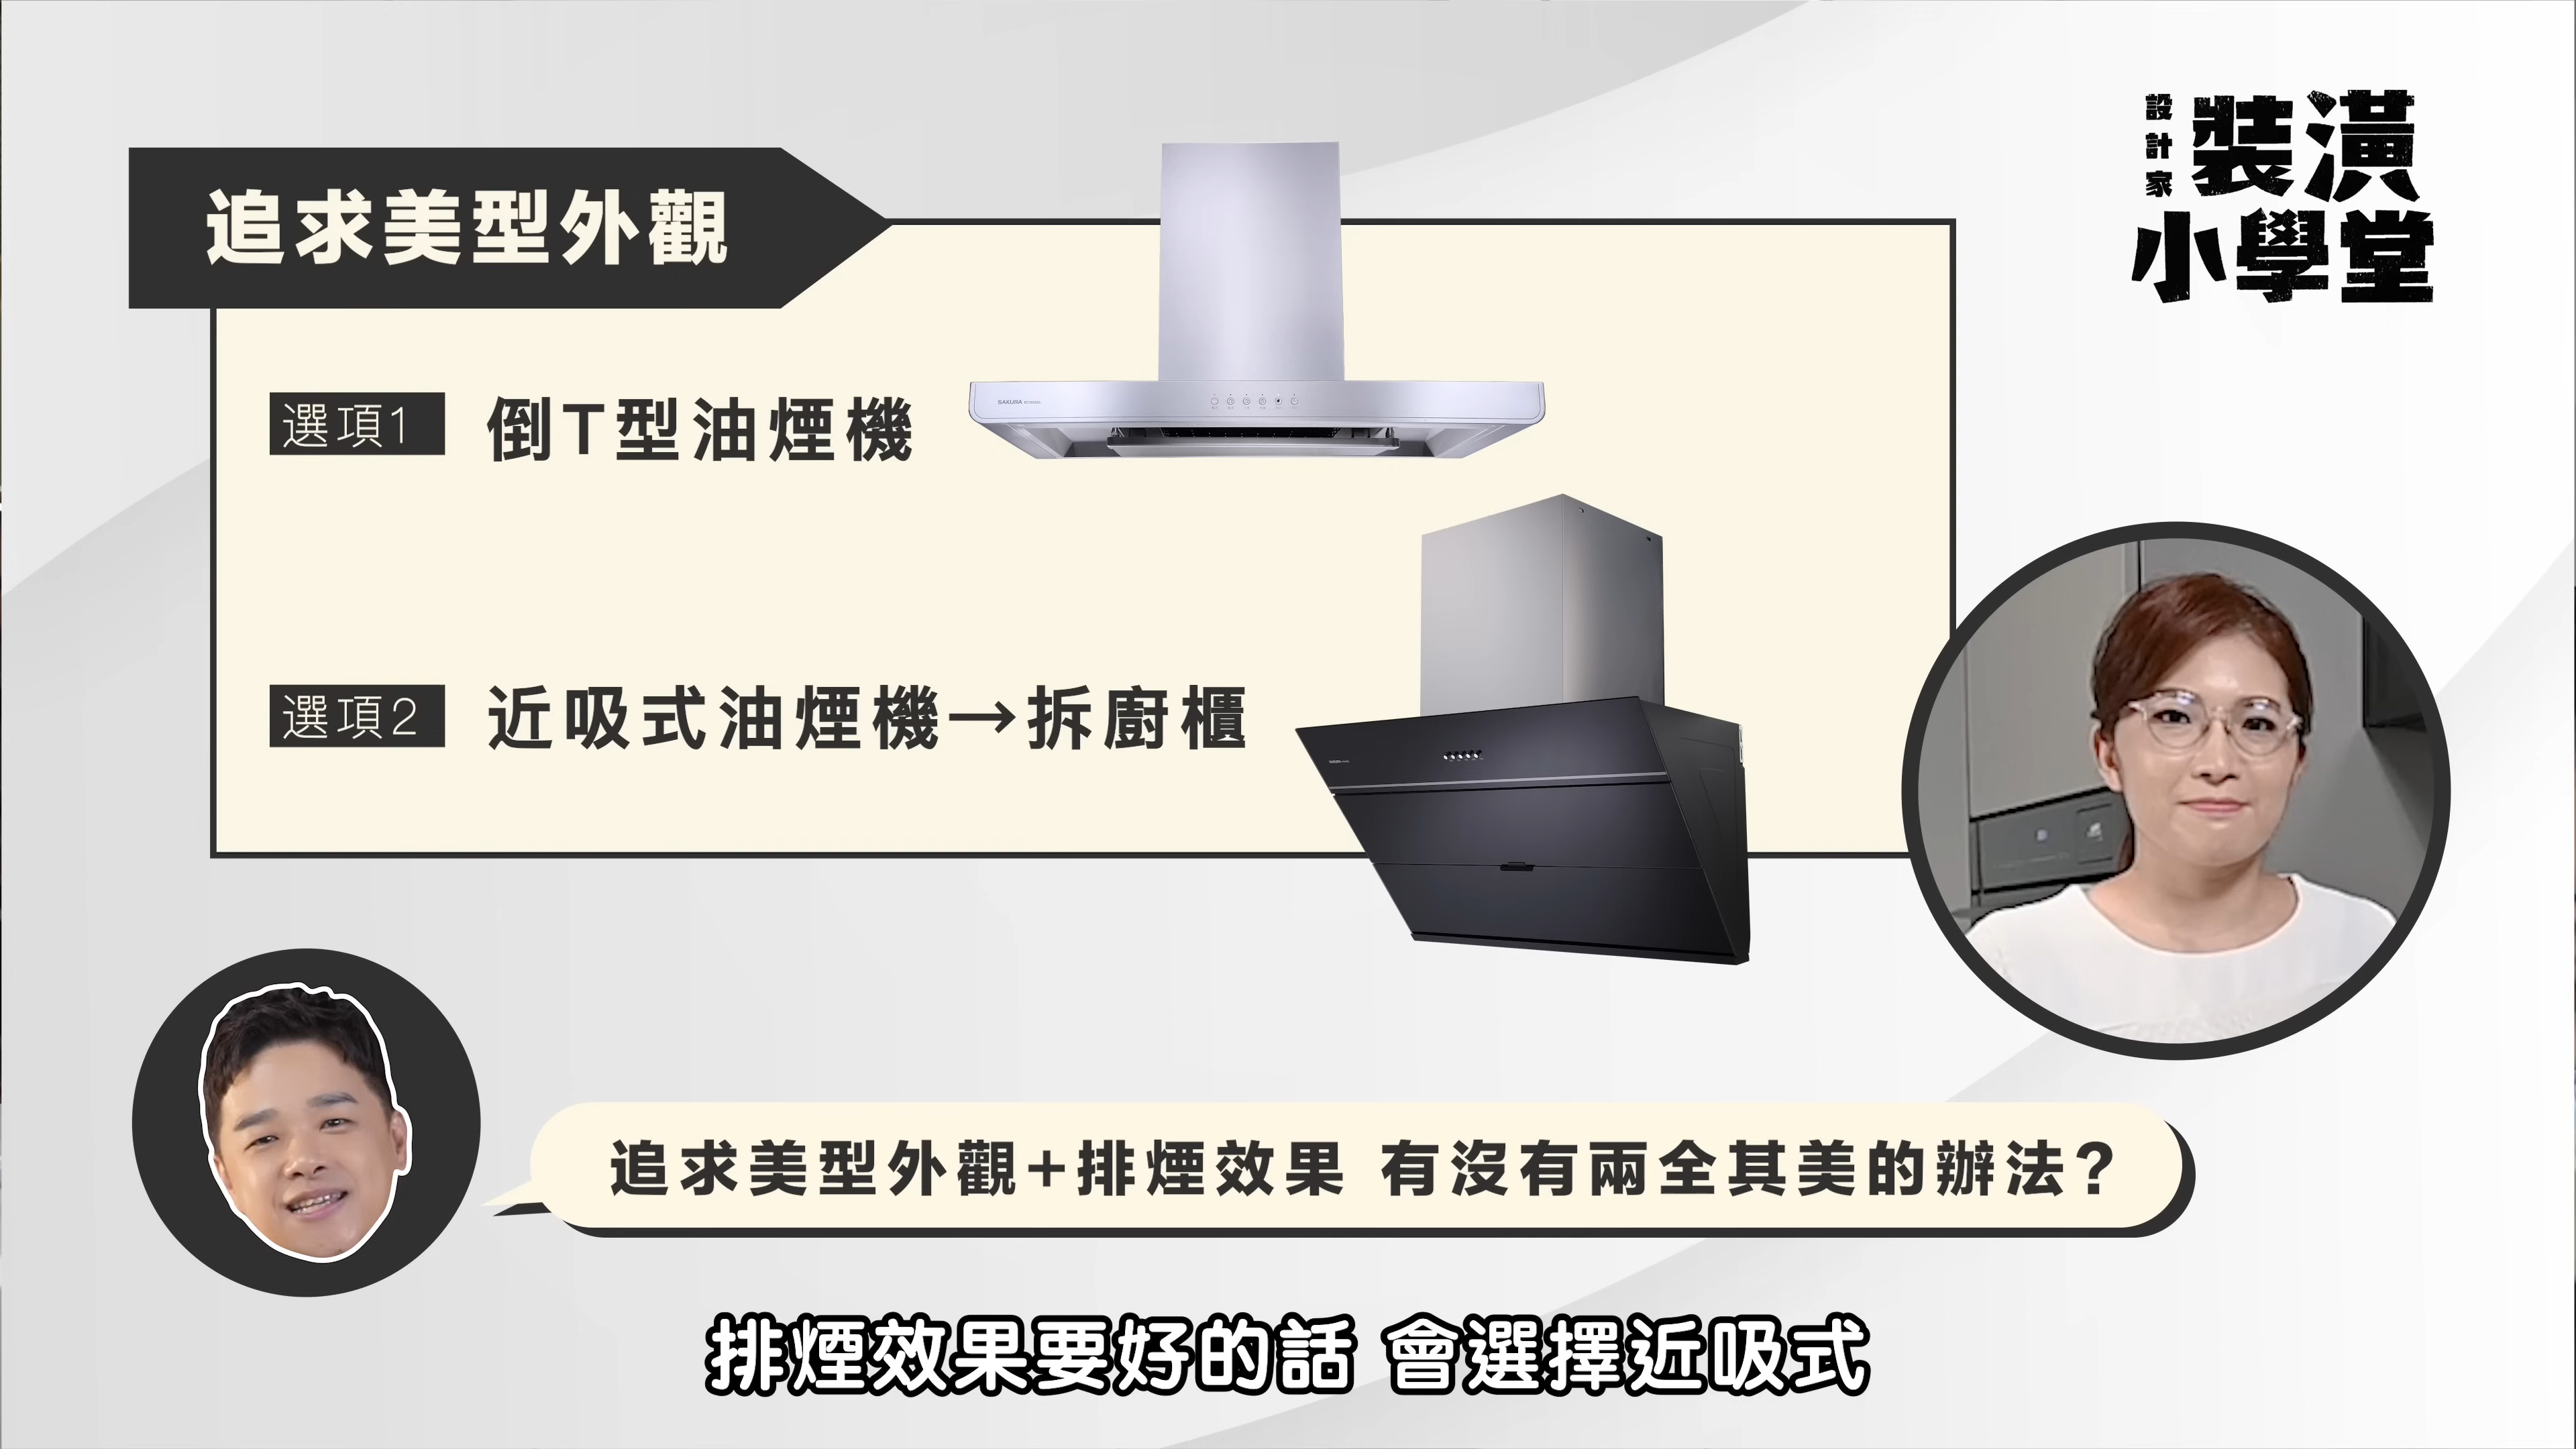 設計家
裝潢
小學堂
追求美型外觀
選項1 倒T型油煙機
SAKURA
選項2 近吸式油煙機→拆廚櫃
追求美型外觀+排煙效果 有沒有兩全其美的辦法?
排煙效果要好的話 會選擇近吸式